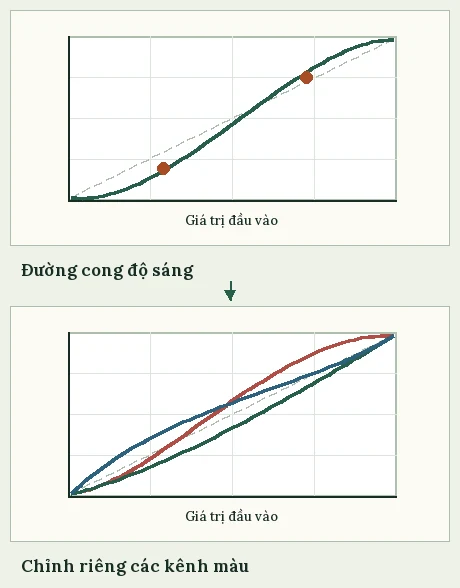 Giá trị đầu vào
Đường cong độ sáng
Giá trị đầu vào
Chỉnh riêng các kênh màu